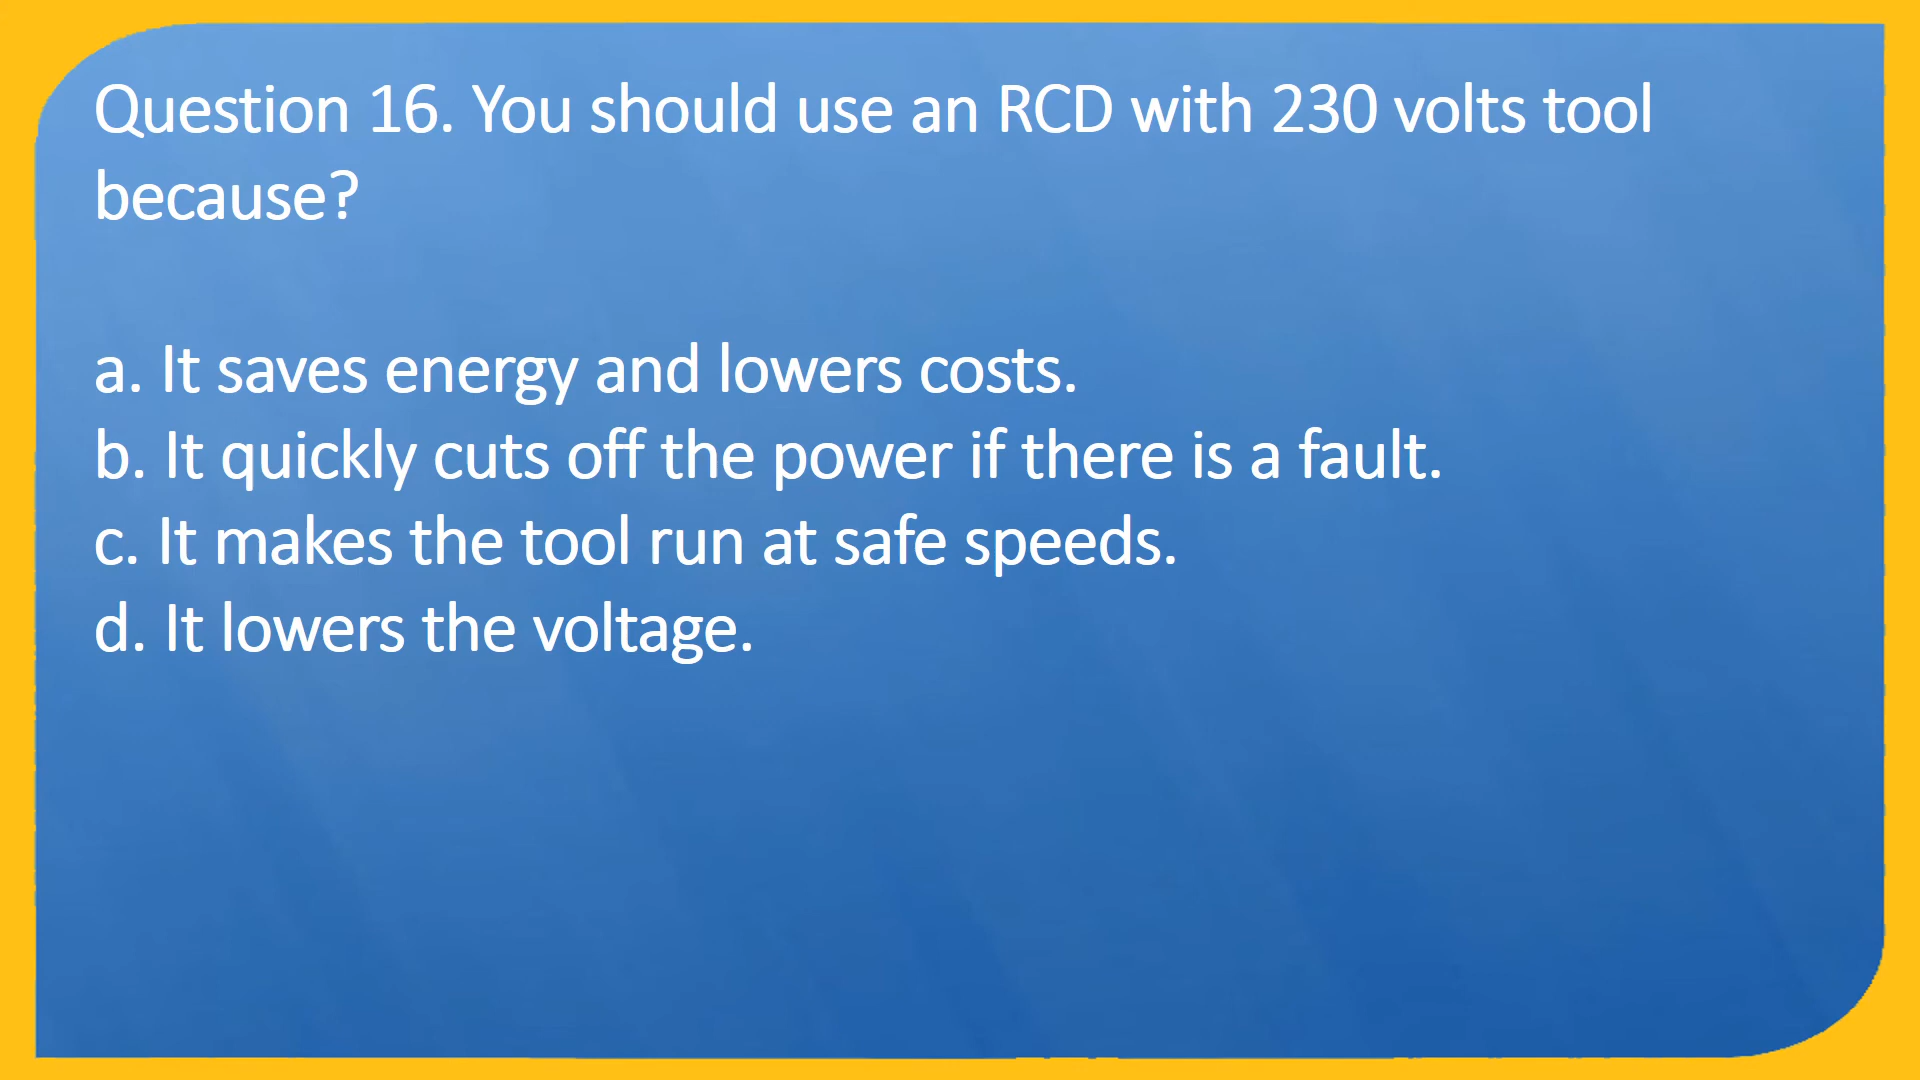 Question 16. You should use an RCD with 230 volts tool
because?
a. It saves energy and lowers costs.
b. It quickly cuts off the power if there is a fault.
c. It makes the tool run at safe speeds.
d. It lowers the voltage.